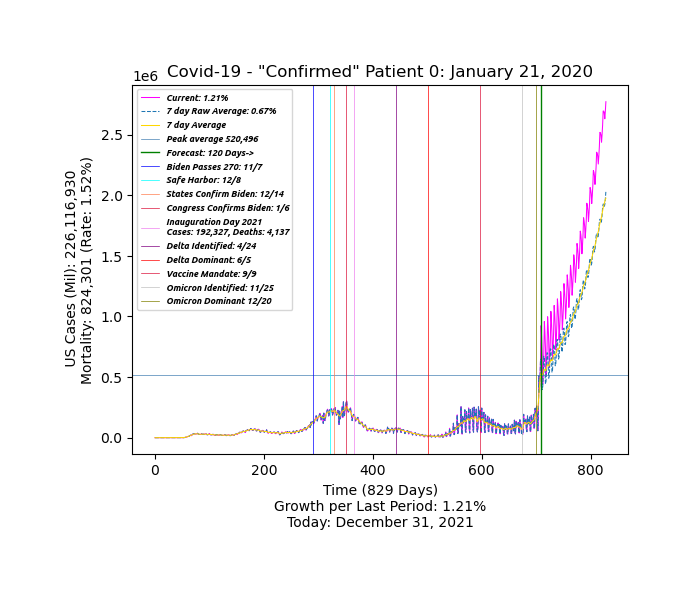 Covid-19 - "Confirmed" Patient 0: January 21, 2020
1e6
Current: 1.21%
7 day Raw Average: 0.67%
7 day Average
Peak average 520,496
Forecast: 120 Days->
Biden Passes 270: 11/7
Safe Harbor: 12/8
States Confirm Biden: 12/14
Congress Confirms Biden: 1/6
Inauguration Day 2021
Cases: 192,327, Deaths: 4,137
Delta Identified: 4/24
Delta Dominant: 6/5
Vaccine Mandate: 9/9
Omicron Identified: 11/25
Omicron Dominant 12/20
2.5
2.0
1.5
1.0
0.5
0.0
US Cases (Mil): 226,116,930
Mortality: 824,301 (Rate: 1.52%)
0 200 400 600 800
Time (829 Days)
Growth per Last Period: 1.21%
Today: December 31, 2021